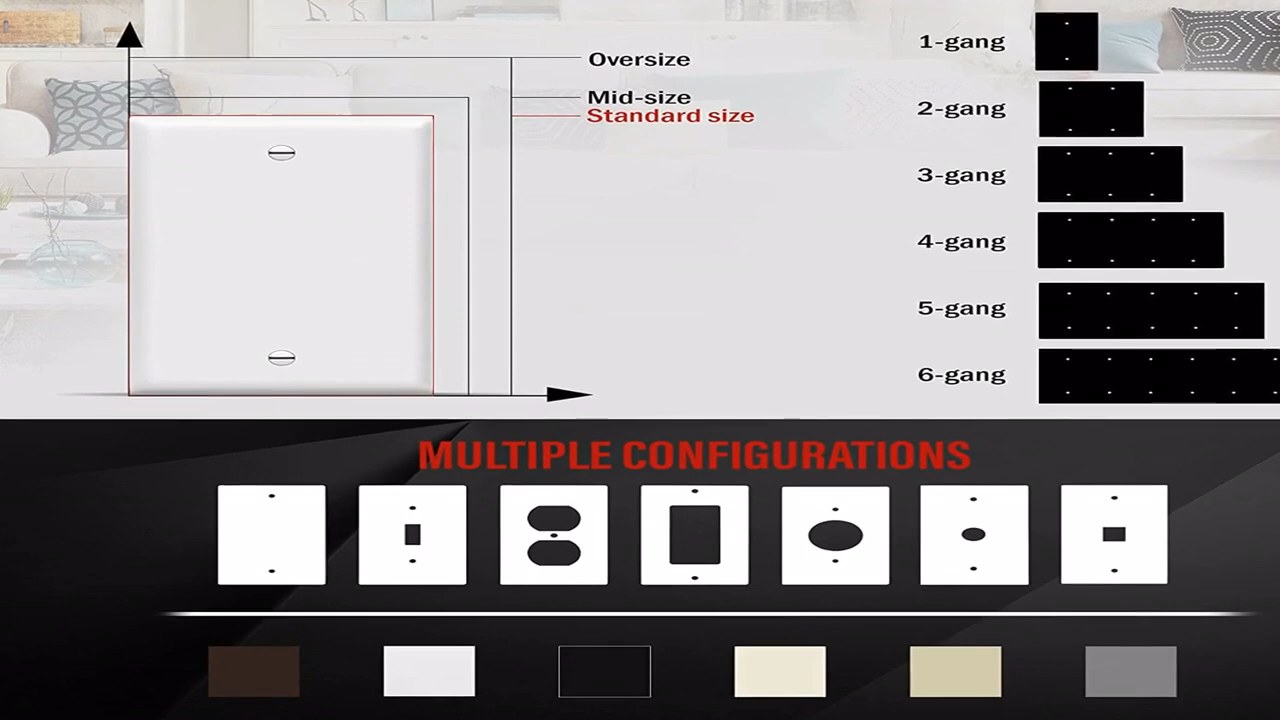 Oversize
Mid-size
Standard size
1-gang
2-gang
3-gang
4-gang
5-gang
6-gang
MULTIPLE CONFIGURATIONS